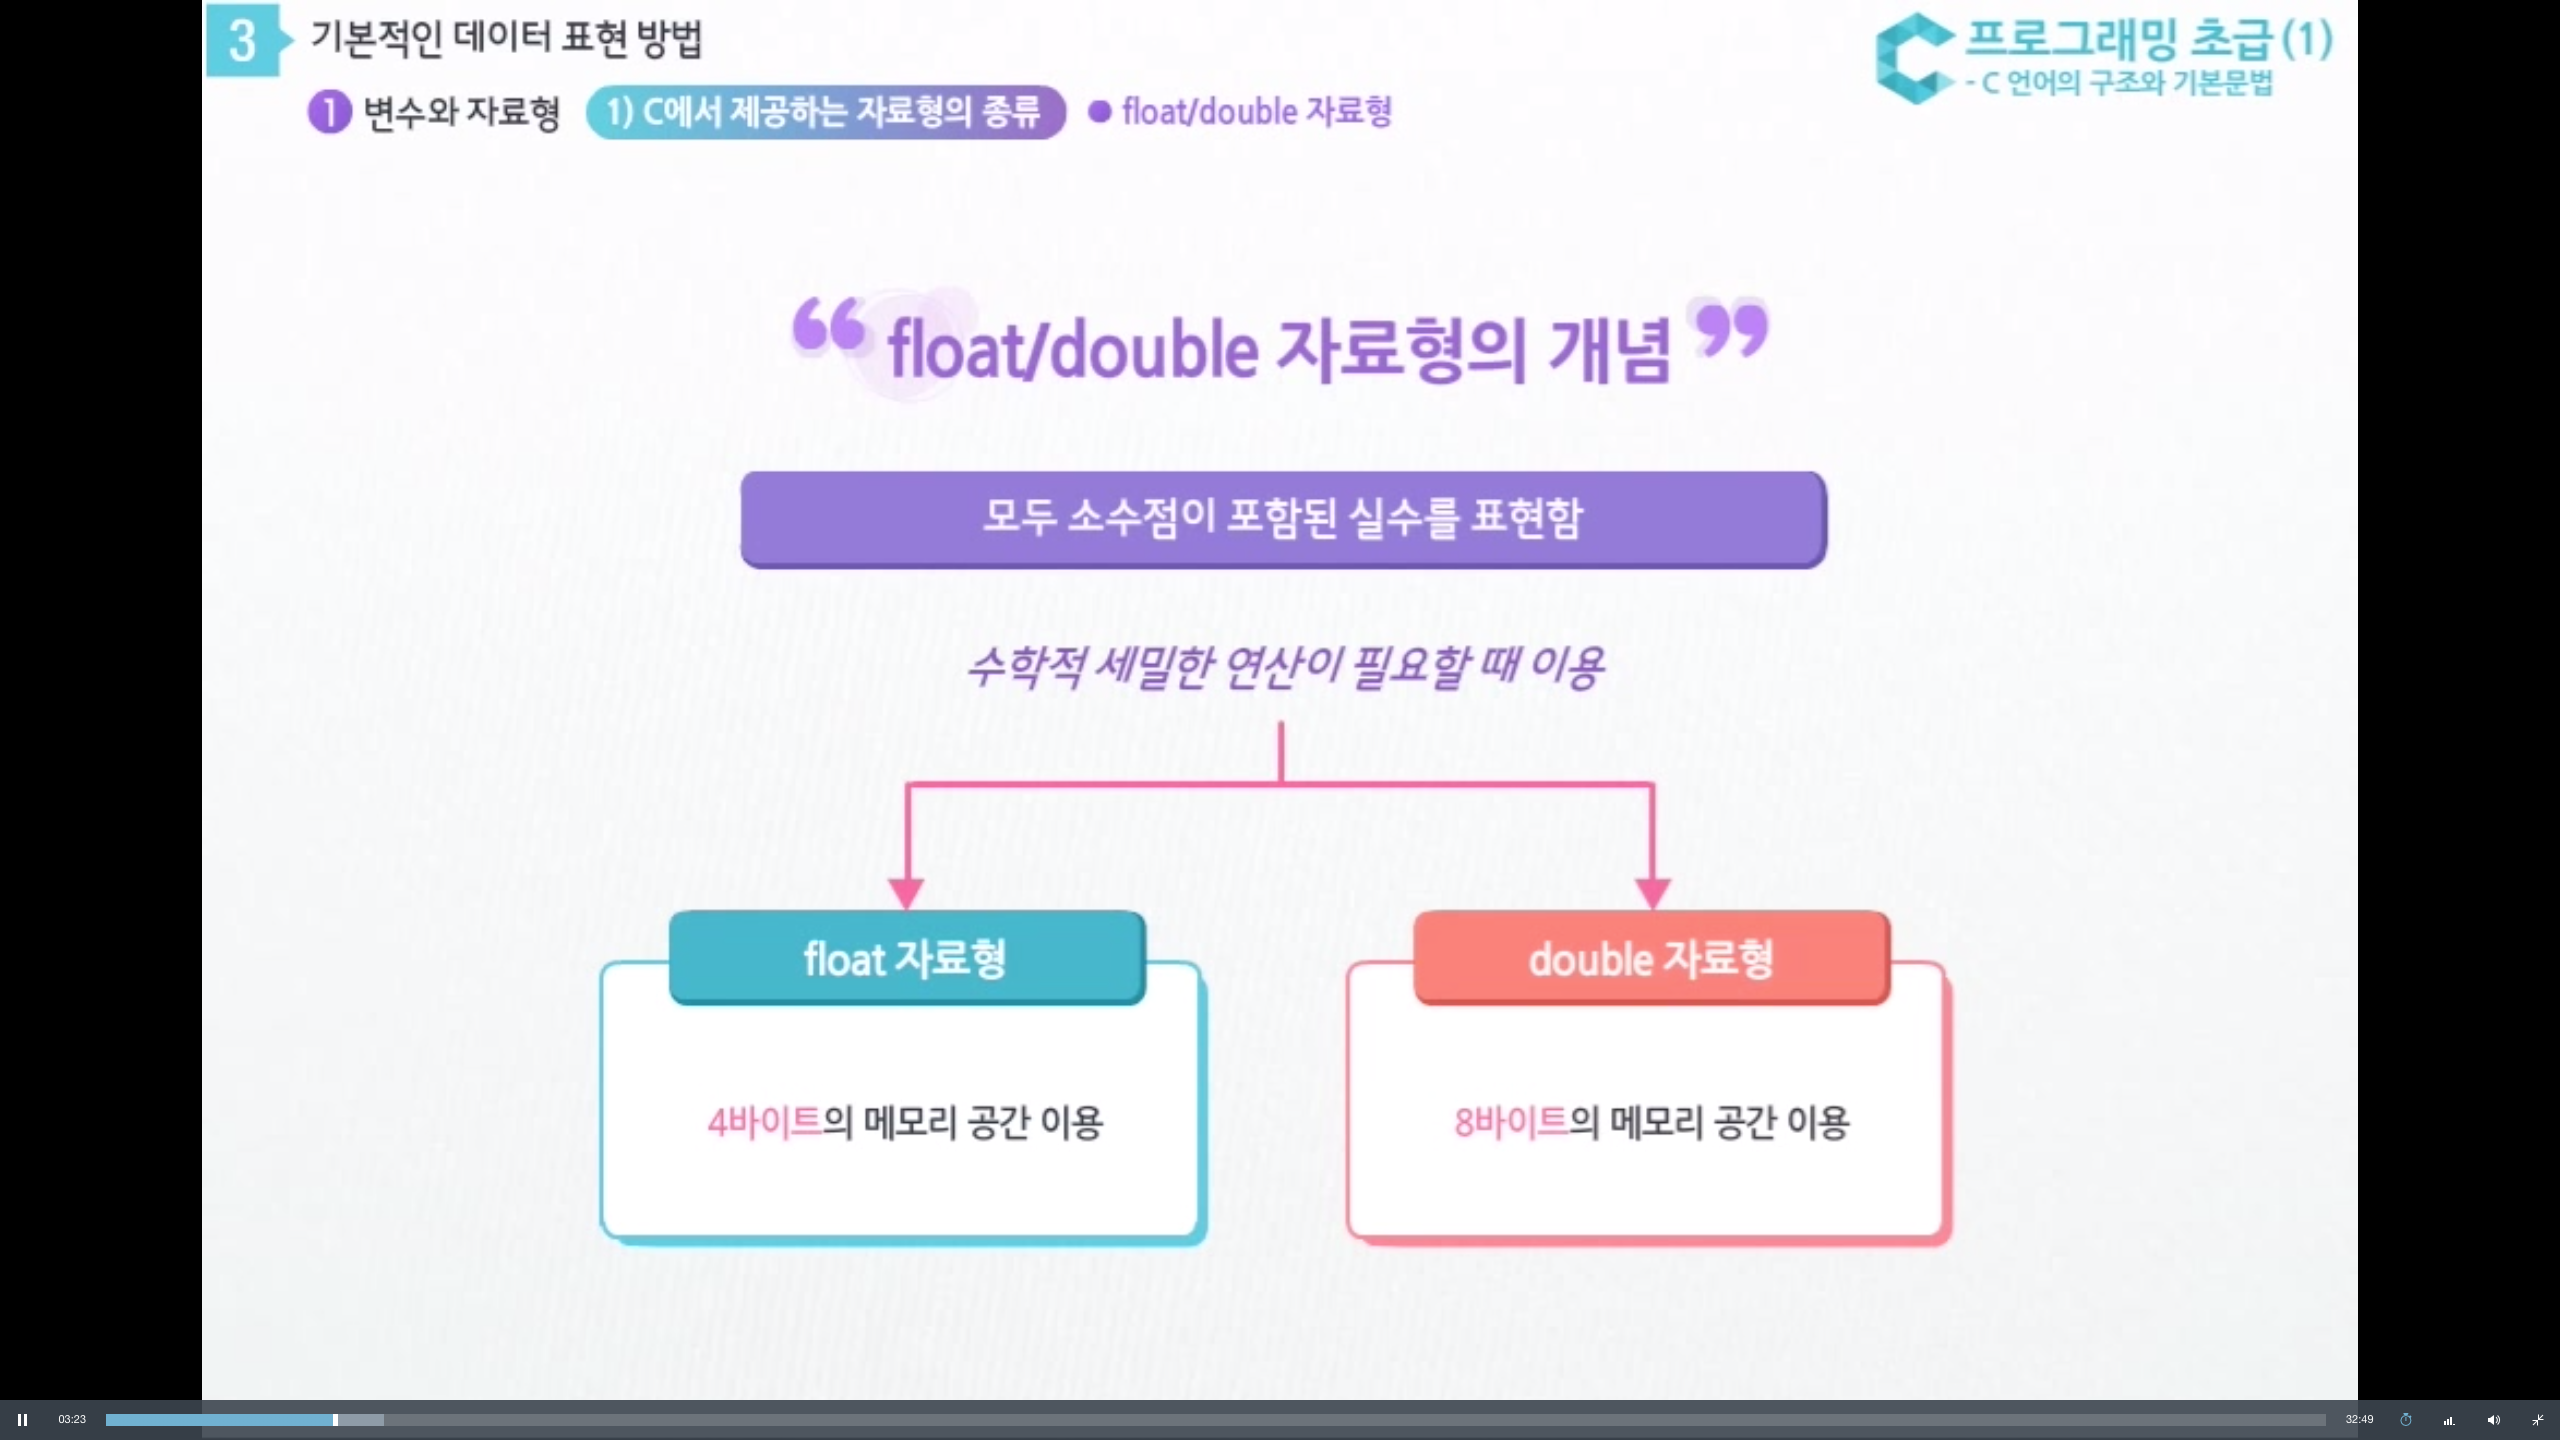 3 기본적인 데이터 표현 방법
프로그래밍 초급(1)
- C 언어의 구조와 기본문법
1 변수와 자료형 1) C에서 제공하는 자료형의 종류 ● float/double 자료형
“ float/double 자료형의 개념 ”
모두 소수점이 포함된 실수를 표현함
수학적 세밀한 연산이 필요할 때 이용
float 자료형
4바이트의 메모리 공간 이용
double 자료형
8바이트의 메모리 공간 이용
03:23
32:49